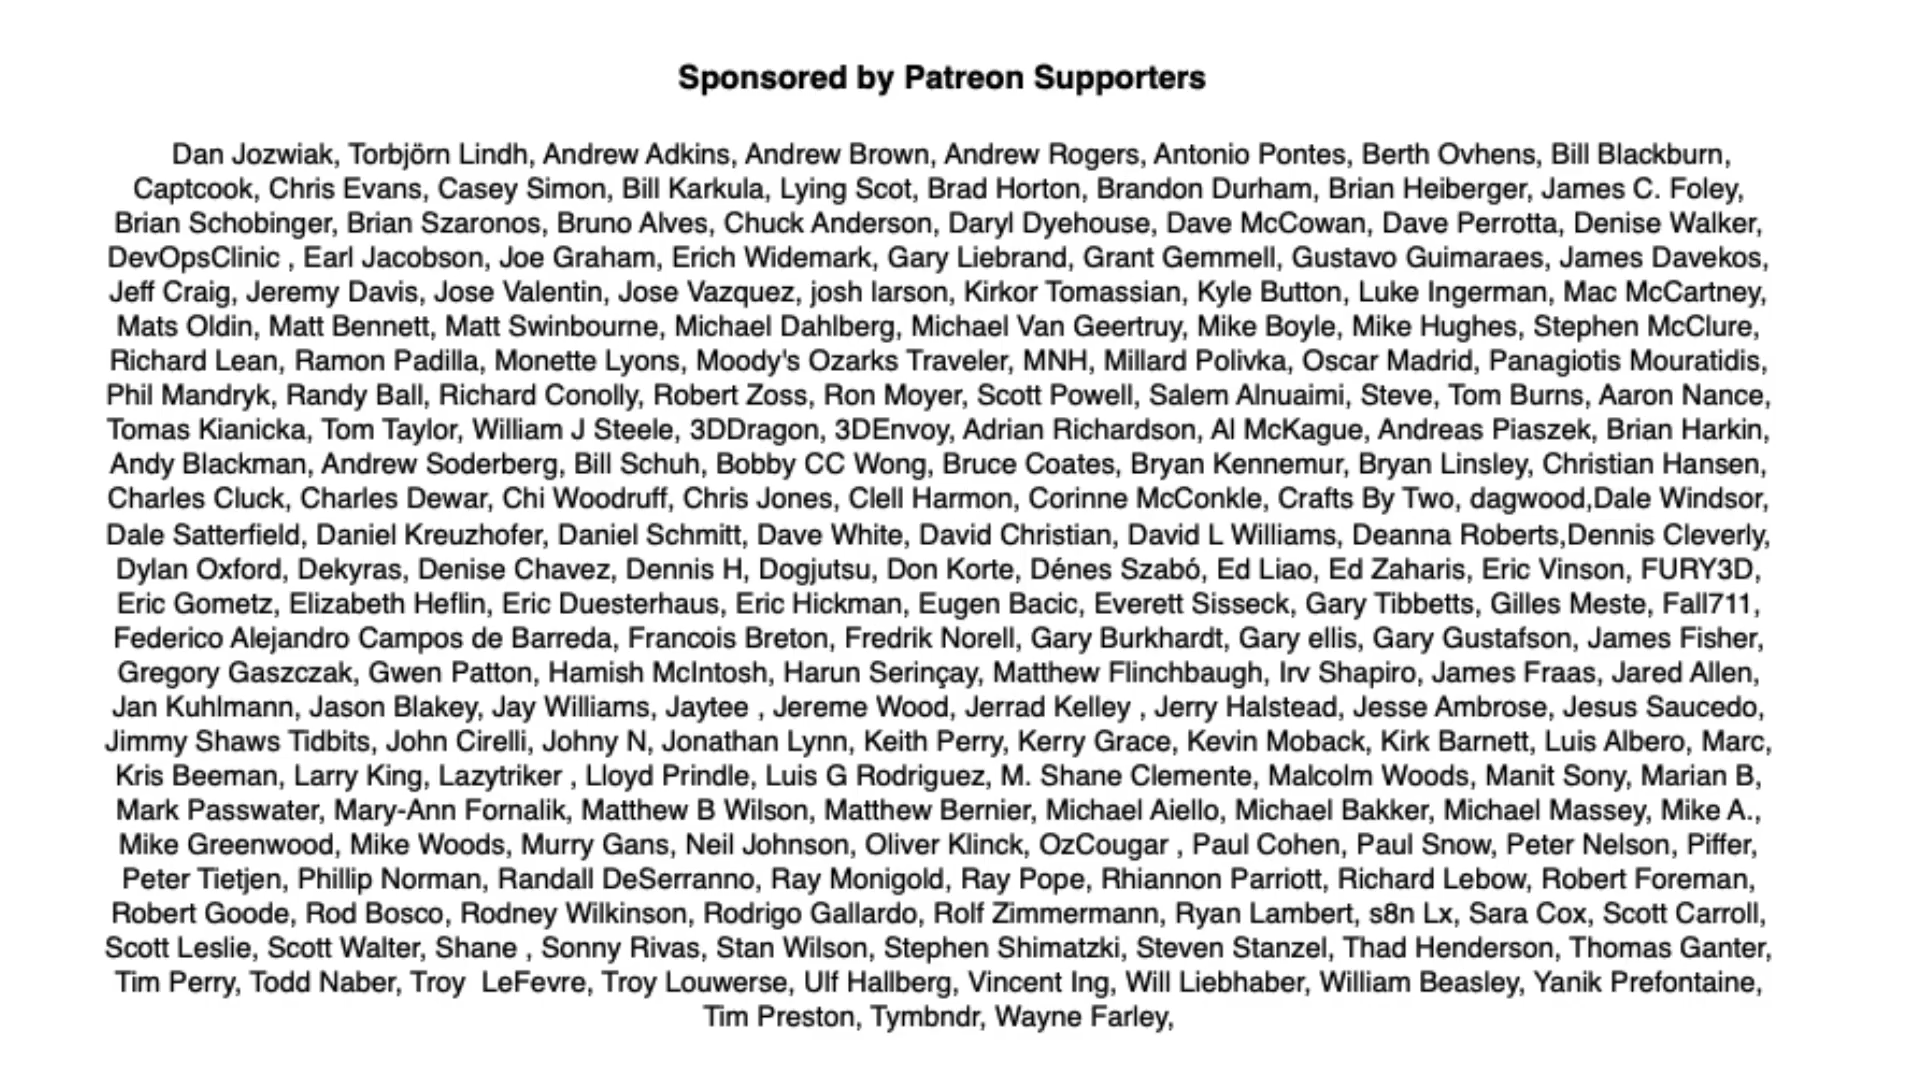 Sponsored by Patreon Supporters
Dan Jozwiak, Torbjörn Lindh, Andrew Adkins, Andrew Brown, Andrew Rogers, Antonio Pontes, Berth Ovhens, Bill Blackburn,
Captcook, Chris Evans, Casey Simon, Bill Karkula, Lying Scot, Brad Horton, Brandon Durham, Brian Heiberger, James C. Foley,
Brian Schobinger, Brian Szaronos, Bruno Alves, Chuck Anderson, Daryl Dyehouse, Dave McCowan, Dave Perrotta, Denise Walker,
DevOpsClinic , Earl Jacobson, Joe Graham, Erich Widemark, Gary Liebrand, Grant Gemmell, Gustavo Guimaraes, James Davekos,
Jeff Craig, Jeremy Davis, Jose Valentin, Jose Vazquez, josh larson, Kirkor Tomassian, Kyle Button, Luke Ingerman, Mac McCartney,
Mats Oldin, Matt Bennett, Matt Swinbourne, Michael Dahlberg, Michael Van Geertruy, Mike Boyle, Mike Hughes, Stephen McClure,
Richard Lean, Ramon Padilla, Monette Lyons, Moody's Ozarks Traveler, MNH, Millard Polivka, Oscar Madrid, Panagiotis Mouratidis,
Phil Mandryk, Randy Ball, Richard Conolly, Robert Zoss, Ron Moyer, Scott Powell, Salem Alnuaimi, Steve, Tom Burns, Aaron Nance,
Tomas Kianicka, Tom Taylor, William J Steele, 3DDragon, 3DEnvoy, Adrian Richardson, Al McKague, Andreas Piaszek, Brian Harkin,
Andy Blackman, Andrew Soderberg, Bill Schuh, Bobby CC Wong, Bruce Coates, Bryan Kennemur, Bryan Linsley, Christian Hansen,
Charles Cluck, Charles Dewar, Chi Woodruff, Chris Jones, Clell Harmon, Corinne McConkle, Crafts By Two, dagwood,Dale Windsor,
Dale Satterfield, Daniel Kreuzhofer, Daniel Schmitt, Dave White, David Christian, David L Williams, Deanna Roberts,Dennis Cleverly,
Dylan Oxford, Dekyras, Denise Chavez, Dennis H, Dogjutsu, Don Korte, Dénes Szabó, Ed Liao, Ed Zaharis, Eric Vinson, FURY3D,
Eric Gometz, Elizabeth Heflin, Eric Duesterhaus, Eric Hickman, Eugen Bacic, Everett Sisseck, Gary Tibbetts, Gilles Meste, Fall711,
Federico Alejandro Campos de Barreda, Francois Breton, Fredrik Norell, Gary Burkhardt, Gary ellis, Gary Gustafson, James Fisher,
Gregory Gaszczak, Gwen Patton, Hamish McIntosh, Harun Serinçay, Matthew Flinchbaugh, Irv Shapiro, James Fraas, Jared Allen,
Jan Kuhlmann, Jason Blakey, Jay Williams, Jaytee , Jereme Wood, Jerrad Kelley , Jerry Halstead, Jesse Ambrose, Jesus Saucedo,
Jimmy Shaws Tidbits, John Cirelli, Johny N, Jonathan Lynn, Keith Perry, Kerry Grace, Kevin Moback, Kirk Barnett, Luis Albero, Marc,
Kris Beeman, Larry King, Lazytriker , Lloyd Prindle, Luis G Rodriguez, M. Shane Clemente, Malcolm Woods, Manit Sony, Marian B,
Mark Passwater, Mary-Ann Fornalik, Matthew B Wilson, Matthew Bernier, Michael Aiello, Michael Bakker, Michael Massey, Mike A.,
Mike Greenwood, Mike Woods, Murry Gans, Neil Johnson, Oliver Klinck, OzCougar , Paul Cohen, Paul Snow, Peter Nelson, Piffer,
Peter Tietjen, Phillip Norman, Randall DeSerranno, Ray Monigold, Ray Pope, Rhiannon Parriott, Richard Lebow, Robert Foreman,
Robert Goode, Rod Bosco, Rodney Wilkinson, Rodrigo Gallardo, Rolf Zimmermann, Ryan Lambert, s8n Lx, Sara Cox, Scott Carroll,
Scott Leslie, Scott Walter, Shane , Sonny Rivas, Stan Wilson, Stephen Shimatzki, Steven Stanzel, Thad Henderson, Thomas Ganter,
Tim Perry, Todd Naber, Troy  LeFevre, Troy Louwerse, Ulf Hallberg, Vincent Ing, Will Liebhaber, William Beasley, Yanik Prefontaine,
Tim Preston, Tymbndr, Wayne Farley,